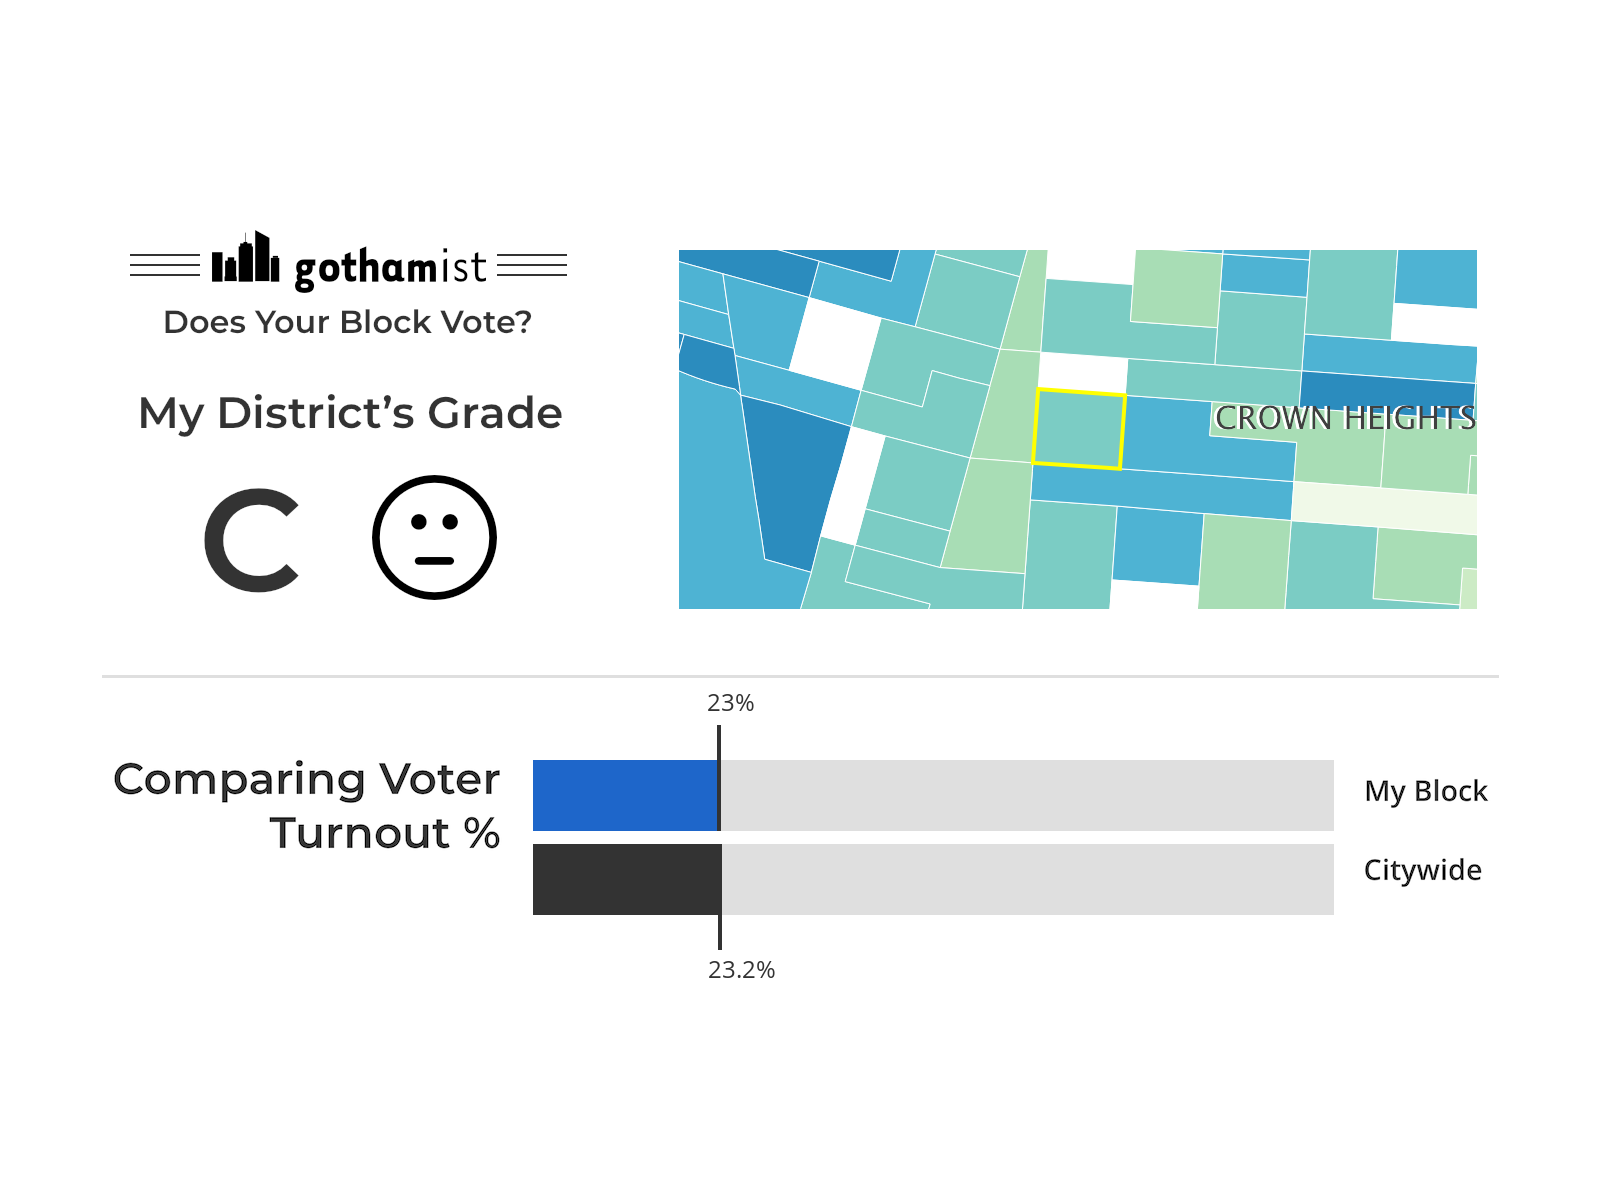 gothamist
Does Your Block Vote?
My District’s Grade
C
CROWN HEIGHTS
23%
Comparing Voter
Turnout %
My Block
Citywide
23.2%